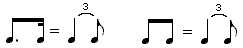 3 3
= =